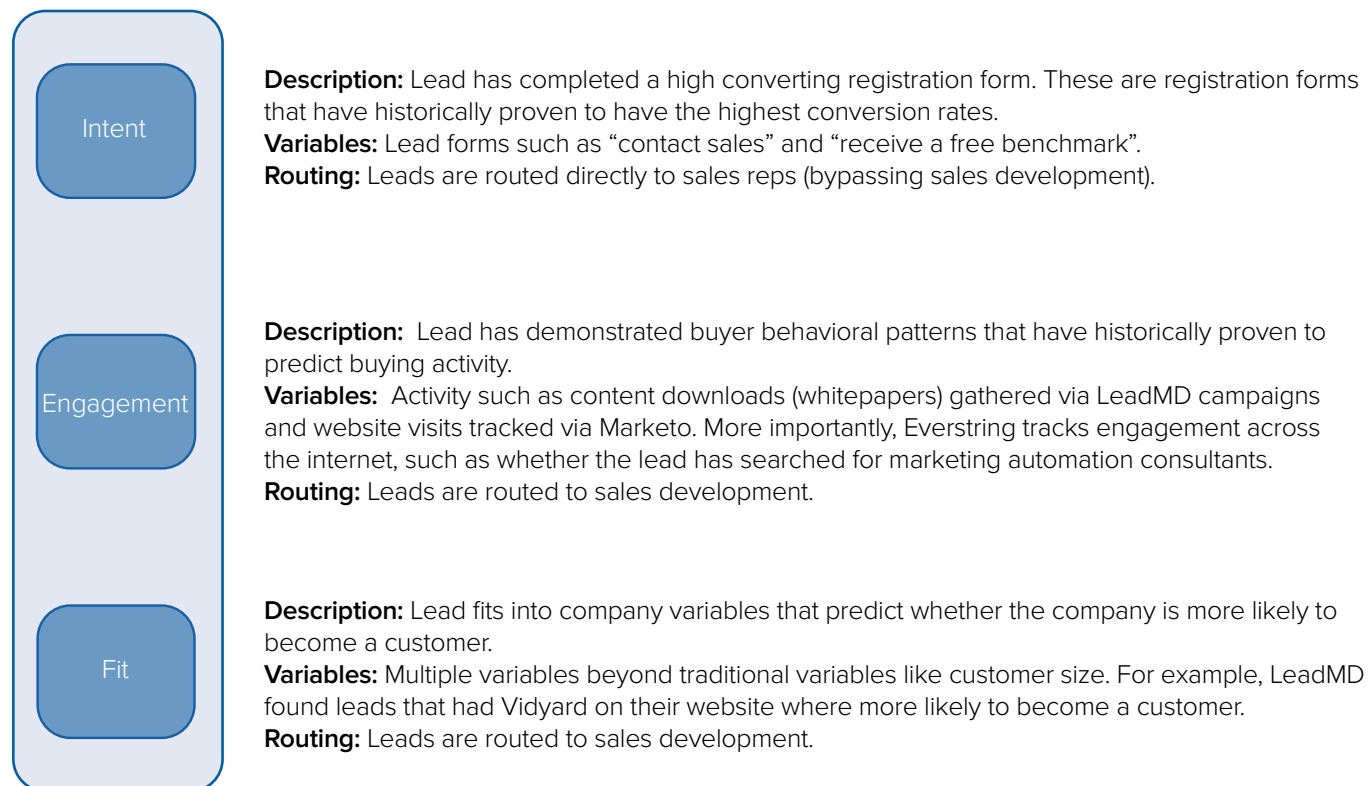 Intent
Description: Lead has completed a high converting registration form. These are registration forms
that have historically proven to have the highest conversion rates.
Variables: Lead forms such as “contact sales” and “receive a free benchmark”.
Routing: Leads are routed directly to sales reps (bypassing sales development).
Engagement
Description: Lead has demonstrated buyer behavioral patterns that have historically proven to
predict buying activity.
Variables: Activity such as content downloads (whitepapers) gathered via LeadMD campaigns
and website visits tracked via Marketo. More importantly, Everstring tracks engagement across
the internet, such as whether the lead has searched for marketing automation consultants.
Routing: Leads are routed to sales development.
Fit
Description: Lead fits into company variables that predict whether the company is more likely to
become a customer.
Variables: Multiple variables beyond traditional variables like customer size. For example, LeadMD
found leads that had Vidyard on their website where more likely to become a customer.
Routing: Leads are routed to sales development.